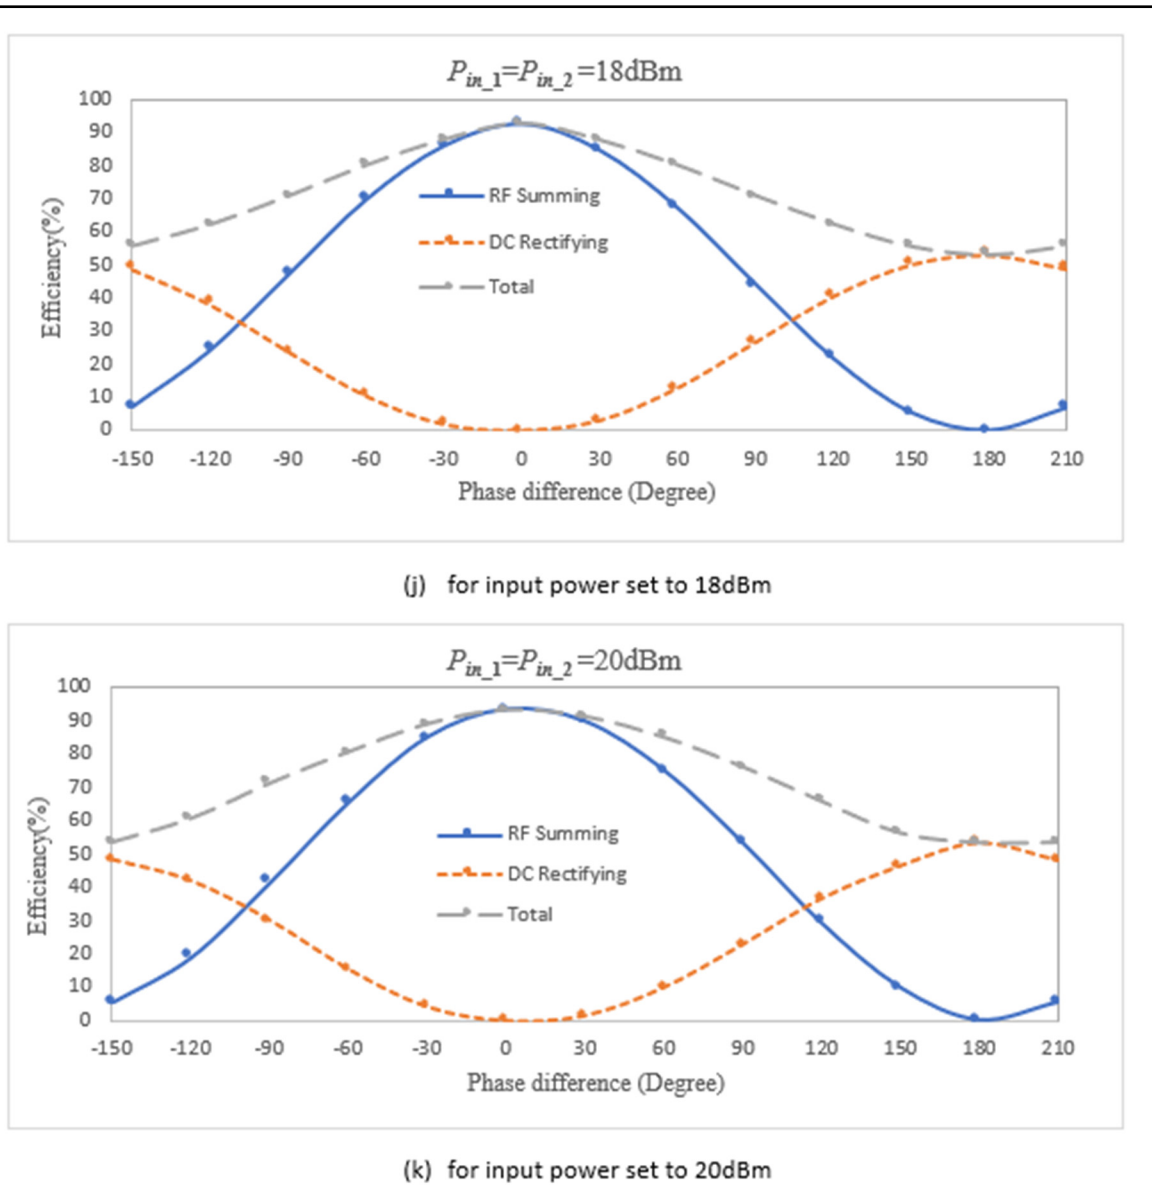 P_in_1=P_in_2=18dBm
100
90
80
70
60
50
40
30
20
10
0
Efficiency(%)
RF Summing
DC Rectifying
Total
-150 -120 -90 -60 -30 0 30 60 90 120 150 180 210
Phase difference (Degree)
(j) for input power set to 18dBm
P_in_1=P_in_2=20dBm
100
90
80
70
60
50
40
30
20
10
0
Efficiency(%)
RF Summing
DC Rectifying
Total
-150 -120 -90 -60 -30 0 30 60 90 120 150 180 210
Phase difference (Degree)
(k) for input power set to 20dBm